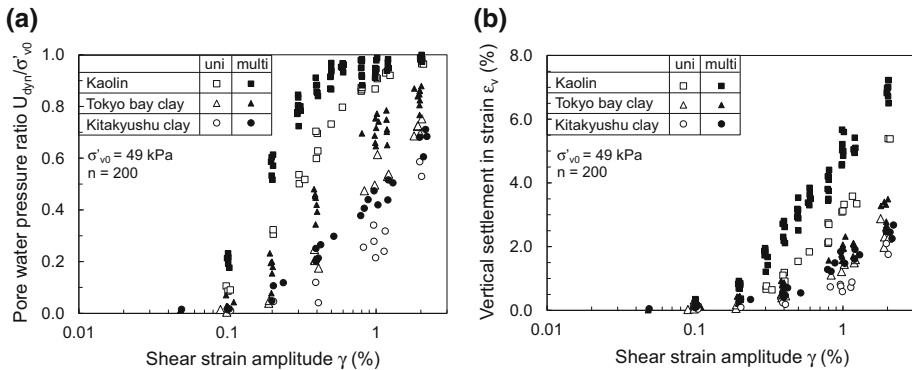 (a)
Pore water pressure ratio U_dyn/σ'_v0
1.0
0.8
0.6
0.4
0.2
0.0
0.01
0.1
1
10
Shear strain amplitude γ (%)
uni multi
Kaolin
Tokyo bay clay
Kitakyushu clay
σ'_v0 = 49 kPa
n = 200
(b)
Vertical settlement in strain ε_v (%)
8.0
6.0
4.0
2.0
0.0
0.01
0.1
1
10
Shear strain amplitude γ (%)
uni multi
Kaolin
Tokyo bay clay
Kitakyushu clay
σ'_v0 = 49 kPa
n = 200